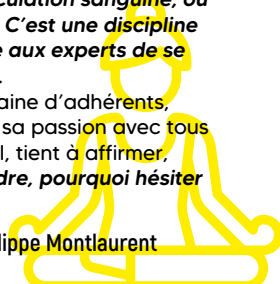 culation sanguine, ou
C'est une discipline
aux experts de se
aine d'adhérents,
sa passion avec tous
l, tient à affirmer,
dre, pourquoi hésiter
lippe Montlaurent